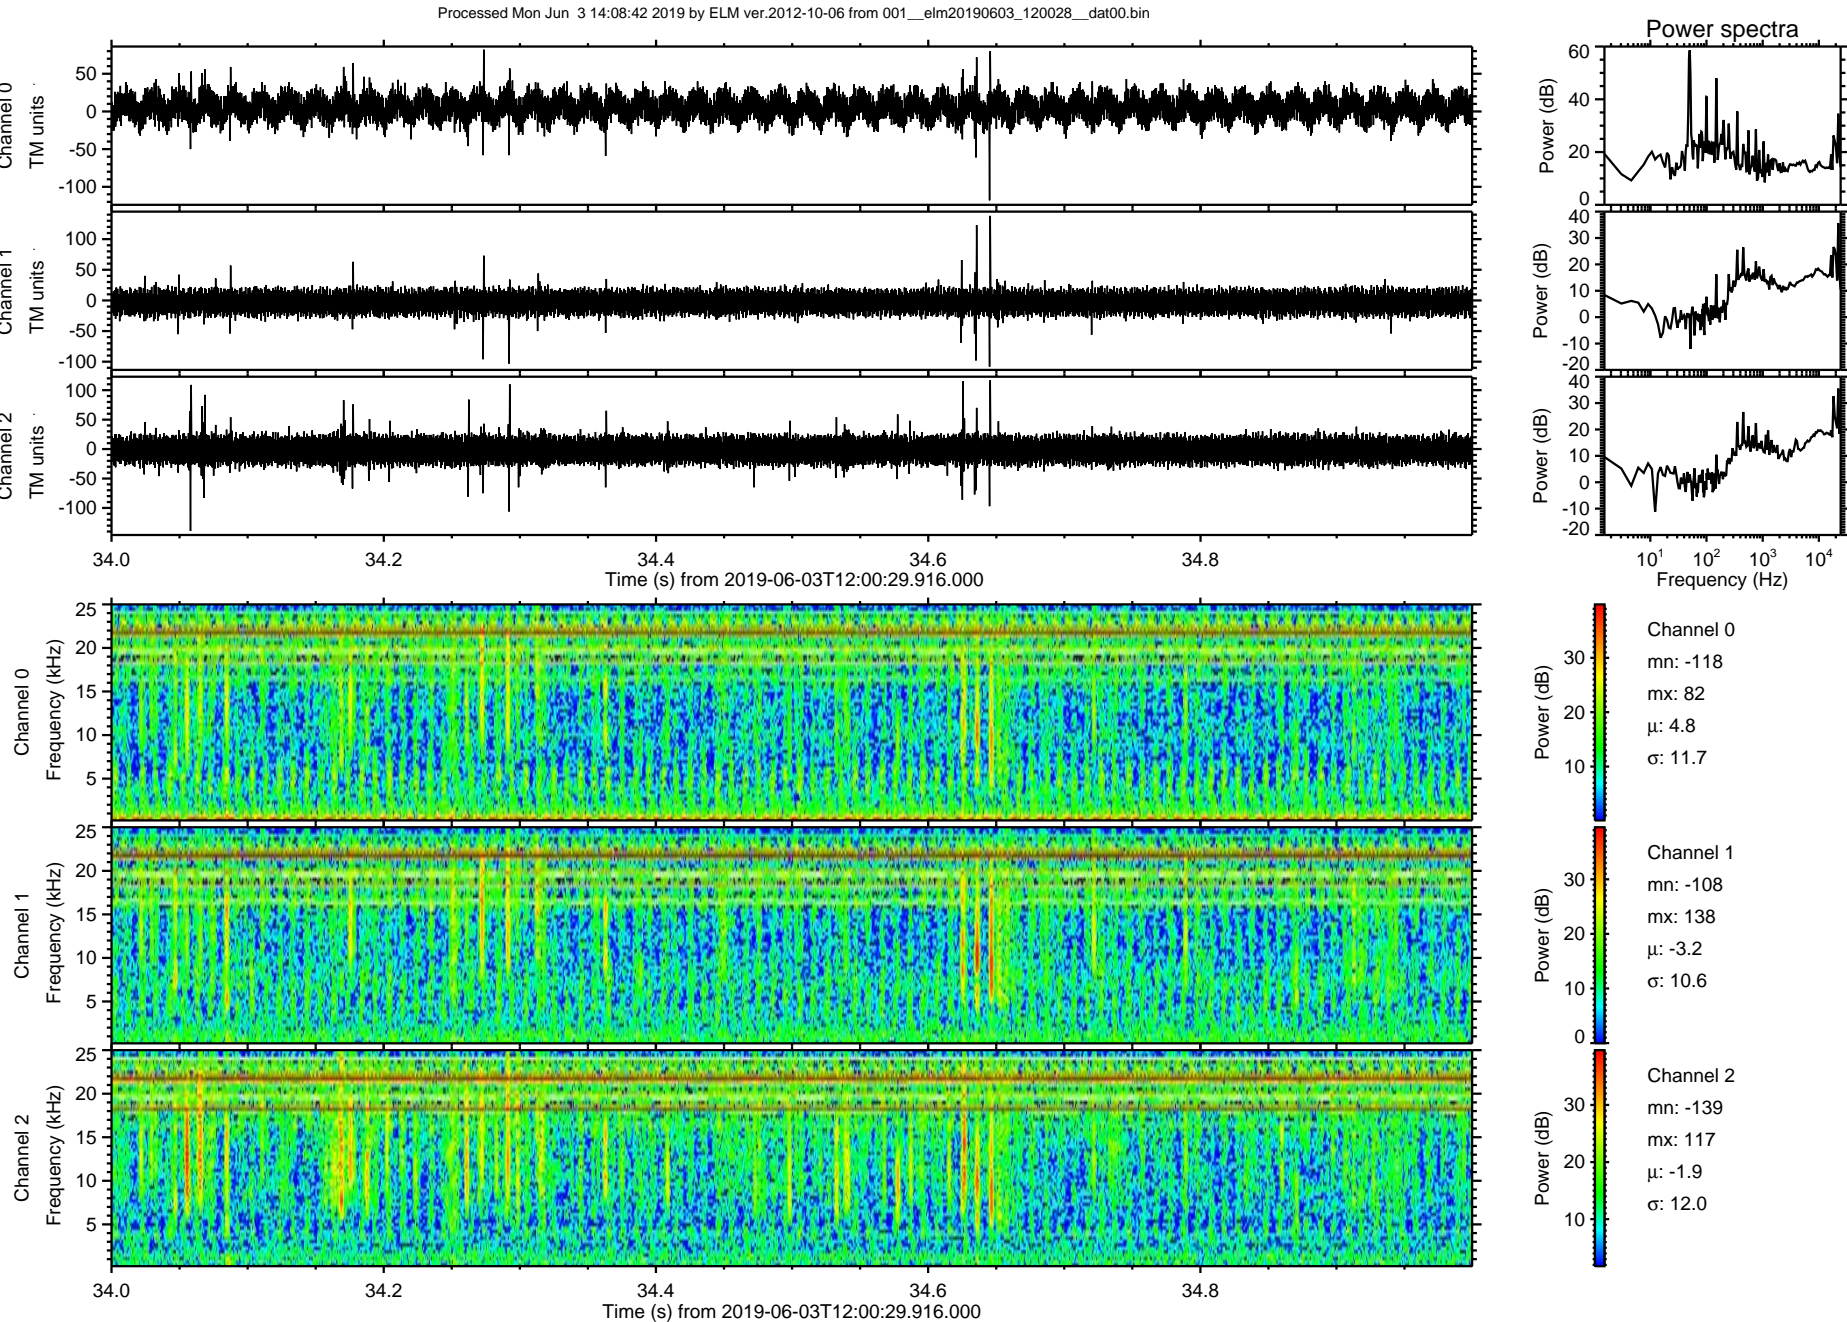 Processed Mon Jun  3 14:08:42 2019 by ELM ver.2012-10-06 from 001__elm20190603_120028__dat00.bin
Power spectra
Channel 0
TM units
50
0
-50
-100
Power (dB)
60
40
20
0
Channel 1
TM units
100
50
0
-50
-100
Power (dB)
40
30
20
10
0
-10
-20
Channel 2
TM units
100
50
0
-50
-100
Power (dB)
40
30
20
10
0
-10
-20
34.0 34.2 34.4 34.6 34.8
Time (s) from 2019-06-03T12:00:29.916.000
10¹ 10² 10³ 10⁴
Frequency (Hz)
Channel 0
Frequency (kHz)
25
20
15
10
5
Power (dB)
30
20
10
Channel 0
mn: -118
mx: 82
μ: 4.8
σ: 11.7
Channel 1
Frequency (kHz)
25
20
15
10
5
Power (dB)
30
20
10
0
Channel 1
mn: -108
mx: 138
μ: -3.2
σ: 10.6
Channel 2
Frequency (kHz)
25
20
15
10
5
Power (dB)
30
20
10
Channel 2
mn: -139
mx: 117
μ: -1.9
σ: 12.0
34.0 34.2 34.4 34.6 34.8
Time (s) from 2019-06-03T12:00:29.916.000